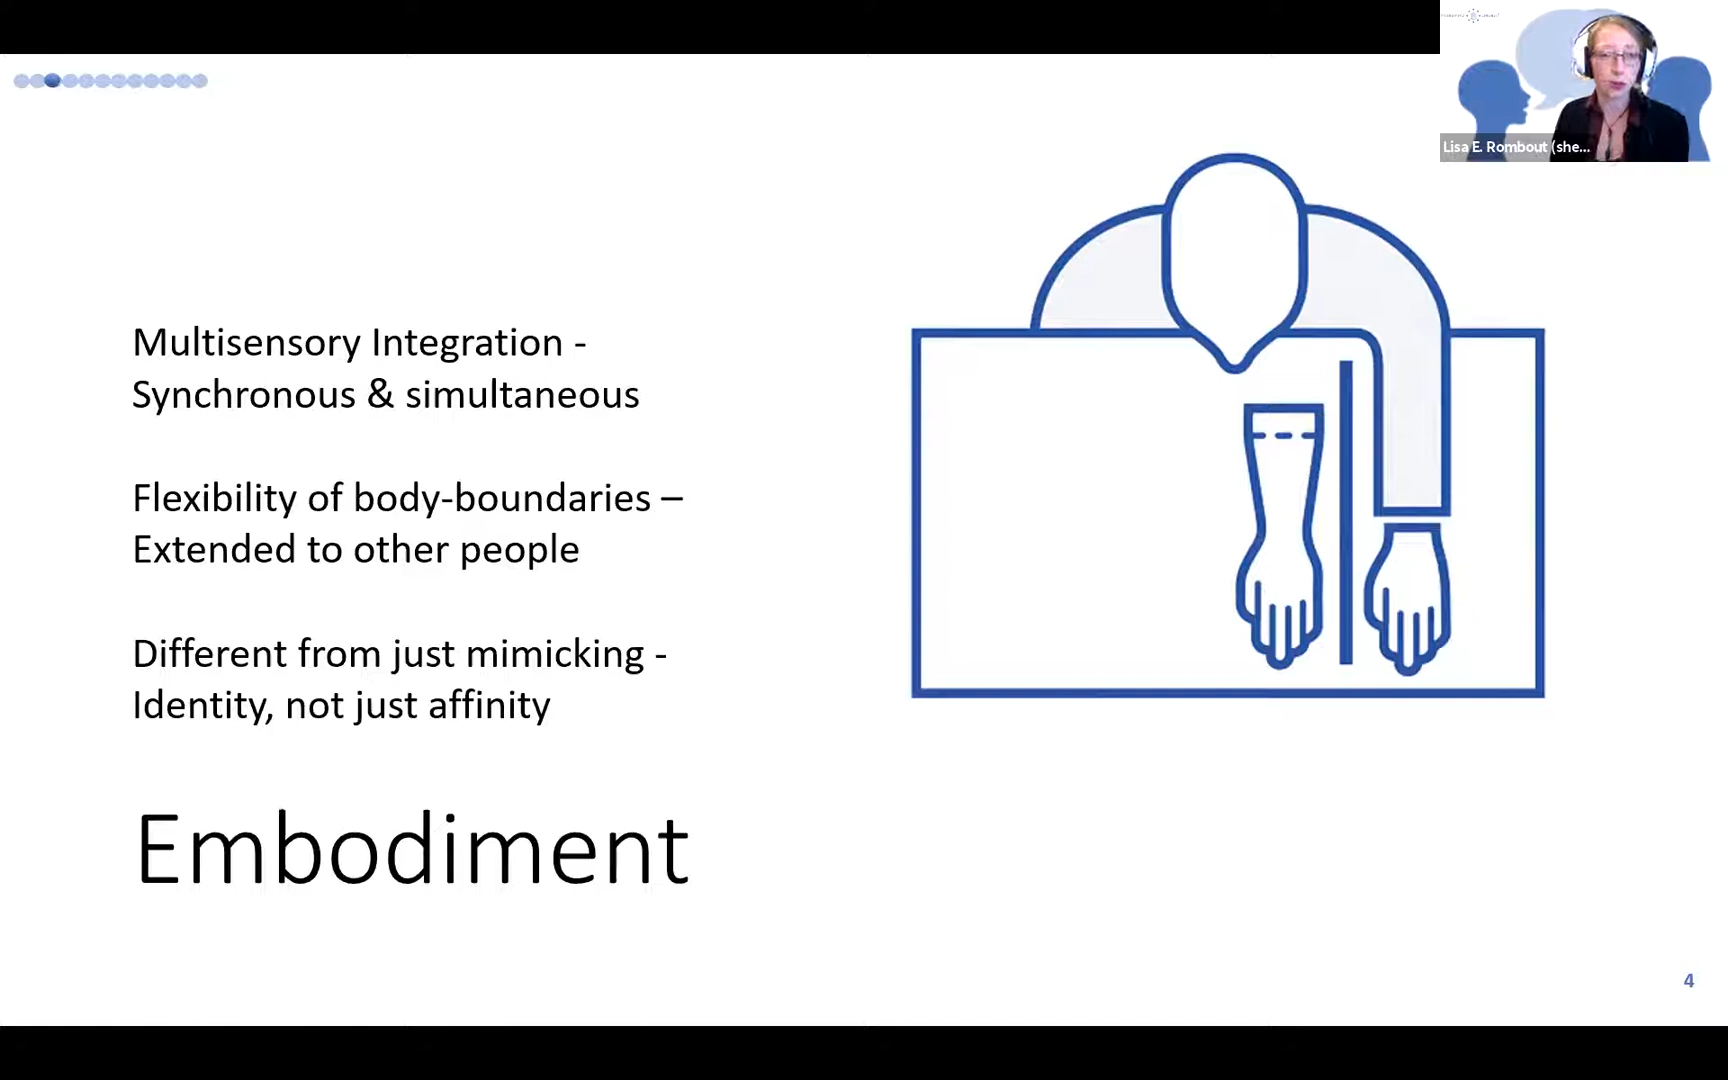 Lisa E. Rombout (she...
Multisensory Integration -
Synchronous & simultaneous
Flexibility of body-boundaries –
Extended to other people
Different from just mimicking -
Identity, not just affinity
Embodiment
4